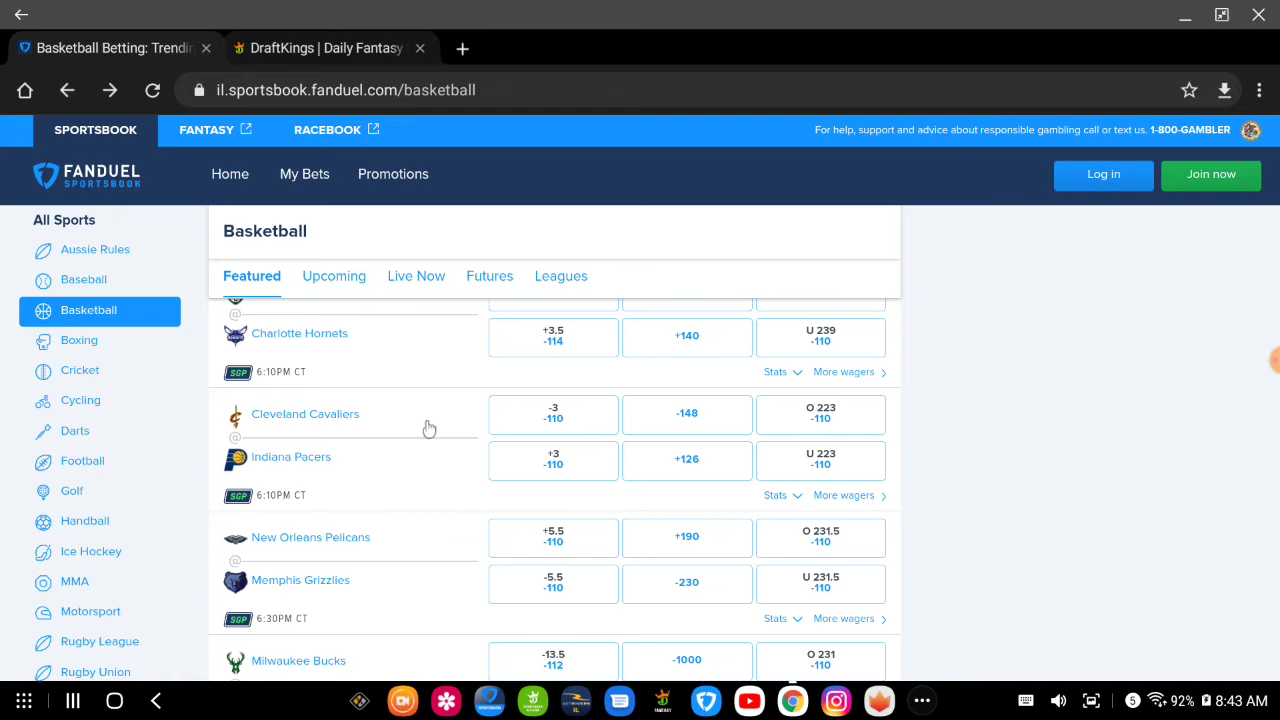 Basketball Betting: Trendin
DraftKings | Daily Fantasy
il.sportsbook.fanduel.com/basketball
SPORTSBOOK
FANTASY
RACEBOOK
For help, support and advice about responsible gambling call or text us. 1-800-GAMBLER
FANDUEL
SPORTSBOOK
Home
My Bets
Promotions
Log in
Join now
All Sports
Aussie Rules
Baseball
Basketball
Boxing
Cricket
Cycling
Darts
Football
Golf
Handball
Ice Hockey
MMA
Motorsport
Rugby League
Rugby Union
Basketball
Featured
Upcoming
Live Now
Futures
Leagues
@
Charlotte Hornets
+3.5
-114
+140
U 239
-110
SGP 6:10PM CT
Stats
More wagers
Cleveland Cavaliers
-3
-110
-148
O 223
-110
@
Indiana Pacers
+3
-110
+126
U 223
-110
SGP 6:10PM CT
Stats
More wagers
New Orleans Pelicans
+5.5
-110
+190
O 231.5
-110
@
Memphis Grizzlies
-5.5
-110
-230
U 231.5
-110
SGP 6:30PM CT
Stats
More wagers
Milwaukee Bucks
-13.5
-112
-1000
O 231
-110
5
92%
8:43 AM